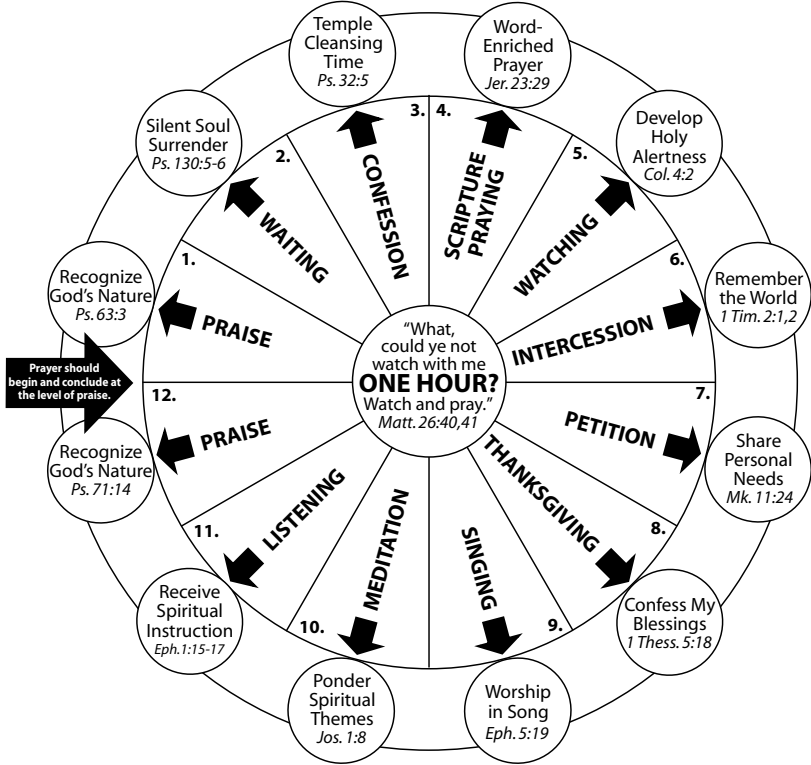 Prayer should
begin and conclude at
the level of praise.
"What,
could ye not
watch with me
ONE HOUR?
Watch and pray."
Matt. 26:40,41
1.
PRAISE
Recognize
God's Nature
Ps. 63:3
2.
WAITING
Silent Soul
Surrender
Ps. 130:5-6
3.
CONFESSION
Temple
Cleansing
Time
Ps. 32:5
4.
SCRIPTURE
PRAYING
Word-
Enriched
Prayer
Jer. 23:29
5.
WATCHING
Develop
Holy
Alertness
Col. 4:2
6.
INTERCESSION
Remember
the World
1 Tim. 2:1,2
7.
PETITION
Share
Personal
Needs
Mk. 11:24
8.
THANKSGIVING
Confess My
Blessings
1 Thess. 5:18
9.
SINGING
Worship
in Song
Eph. 5:19
10.
MEDITATION
Ponder
Spiritual
Themes
Jos. 1:8
11.
LISTENING
Receive
Spiritual
Instruction
Eph.1:15-17
12.
PRAISE
Recognize
God's Nature
Ps. 71:14